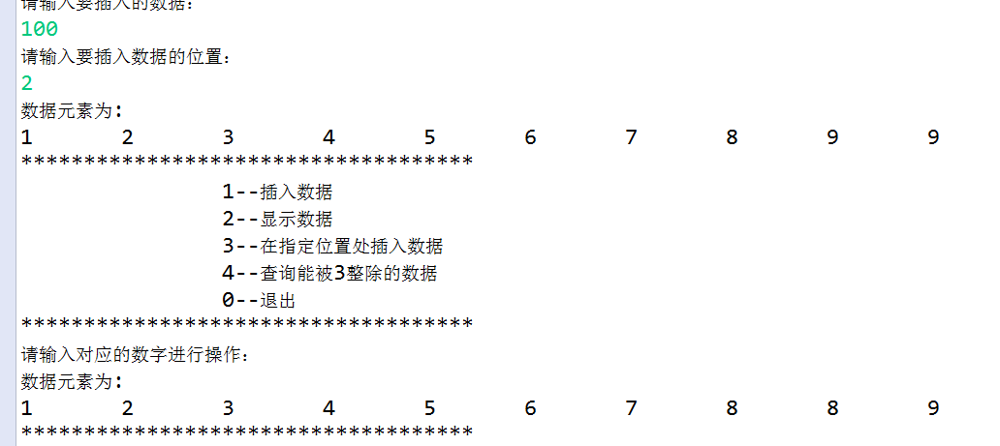 请输入要插入的数据：
100
请输入要插入数据的位置：
2
数据元素为:
1 2 3 4 5 6 7 8 9 9
************************************
1--插入数据
2--显示数据
3--在指定位置处插入数据
4--查询能被3整除的数据
0--退出
************************************
请输入对应的数字进行操作：
数据元素为:
1 2 3 4 5 6 7 8 8 9
************************************